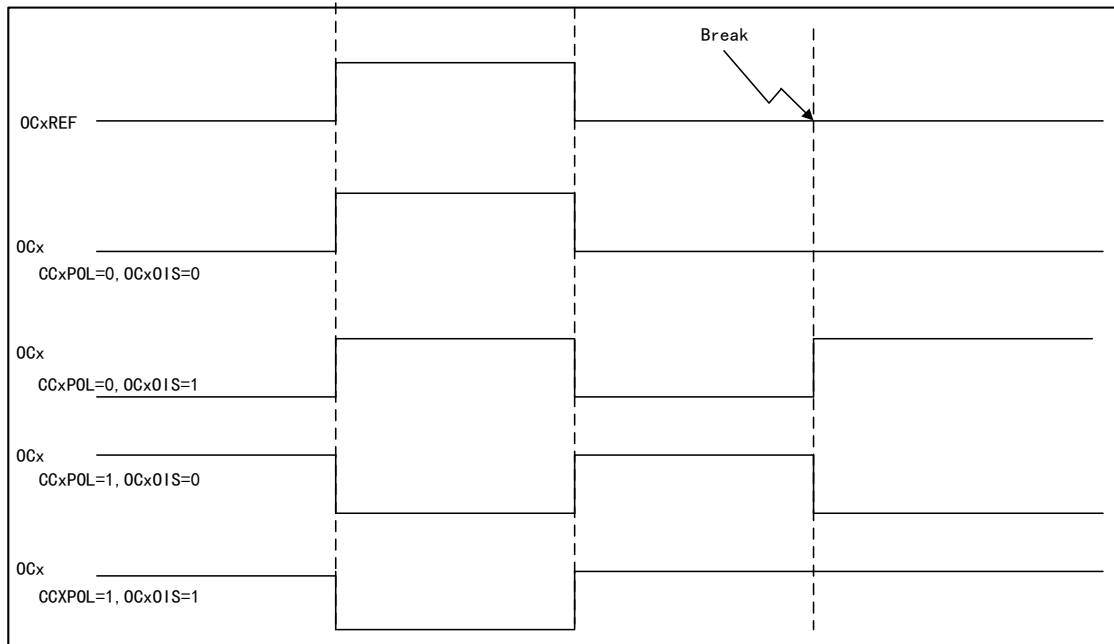 Break
OCxREF
OCx
CCxPOL=0, OCxOIS=0
OCx
CCxPOL=0, OCxOIS=1
OCx
CCxPOL=1, OCxOIS=0
OCx
CCXPOL=1, OCxOIS=1